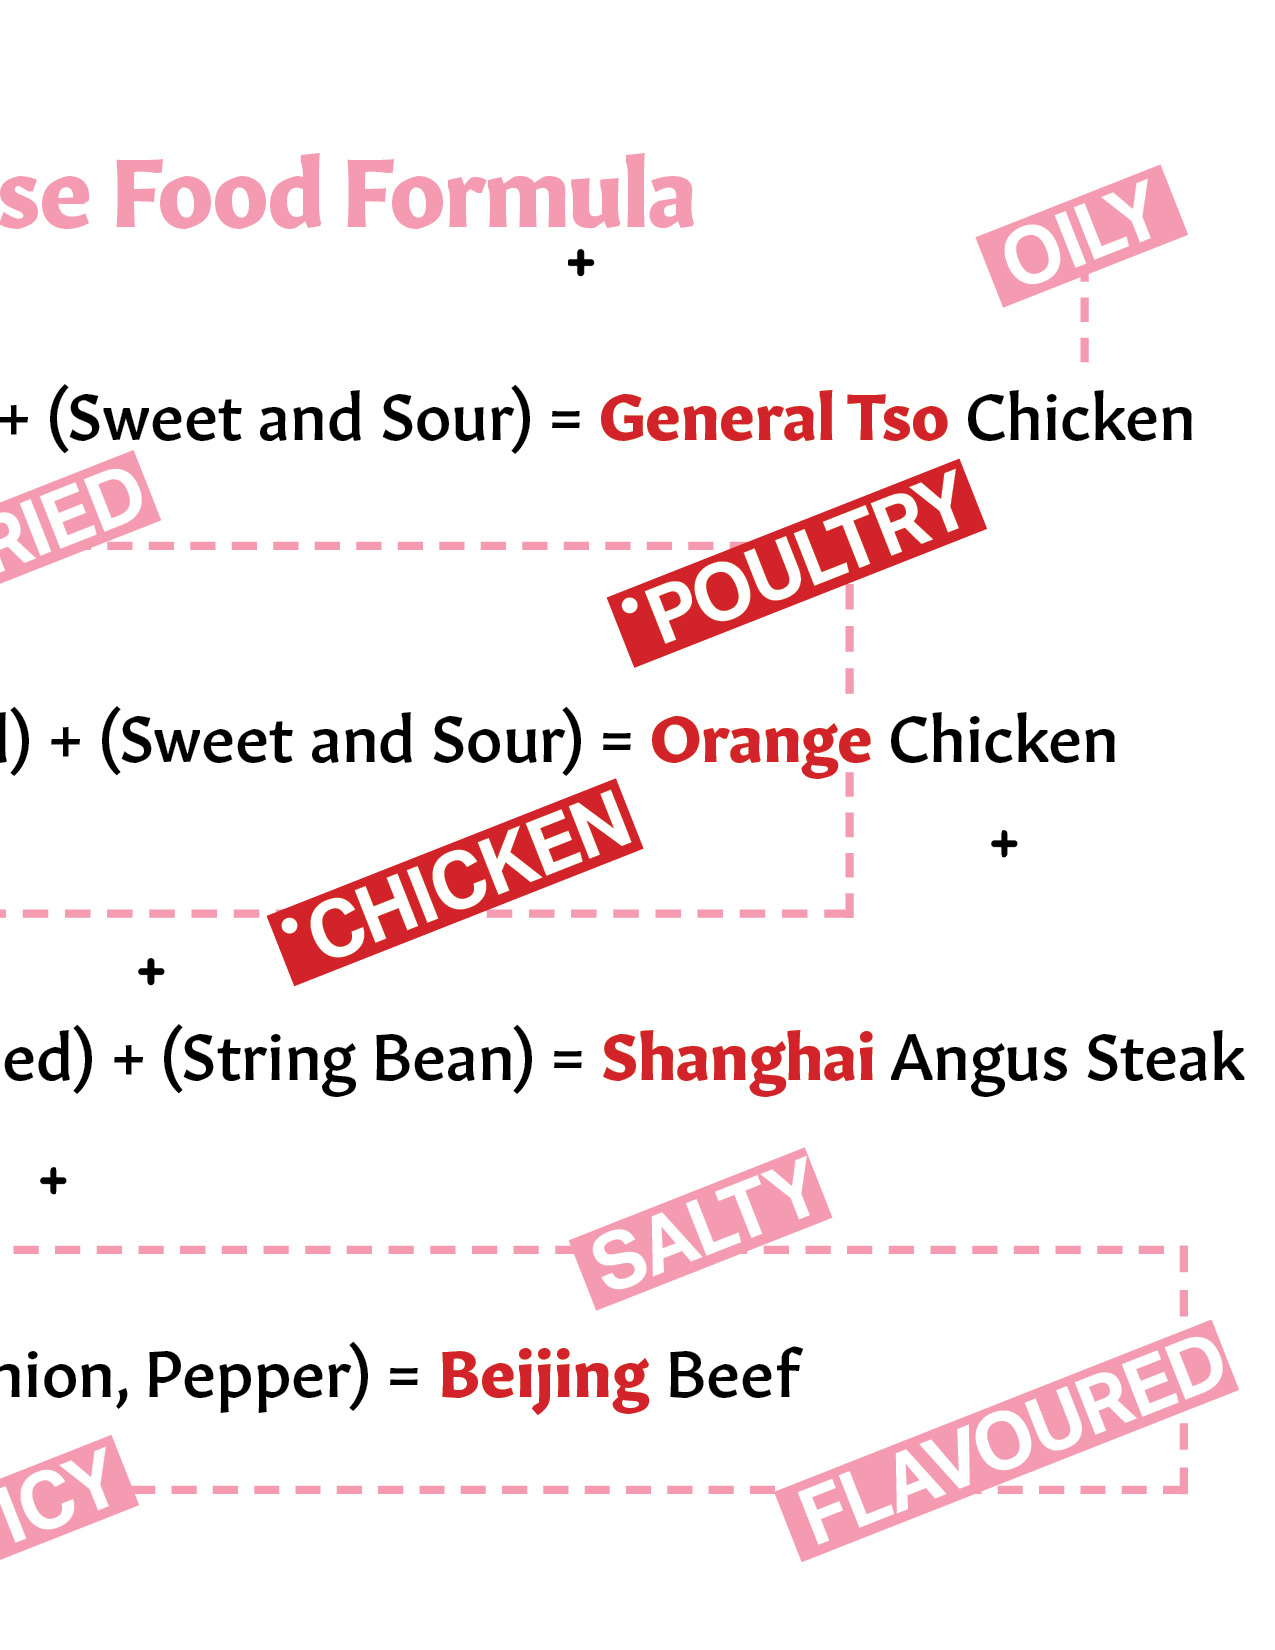 se Food Formula
+
OILY
+ (Sweet and Sour) = General Tso Chicken
RIED
•POULTRY
d) + (Sweet and Sour) = Orange Chicken
•CHICKEN
+
+
ed) + (String Bean) = Shanghai Angus Steak
+
SALTY
nion, Pepper) = Beijing Beef
FLAVOURED
ICY